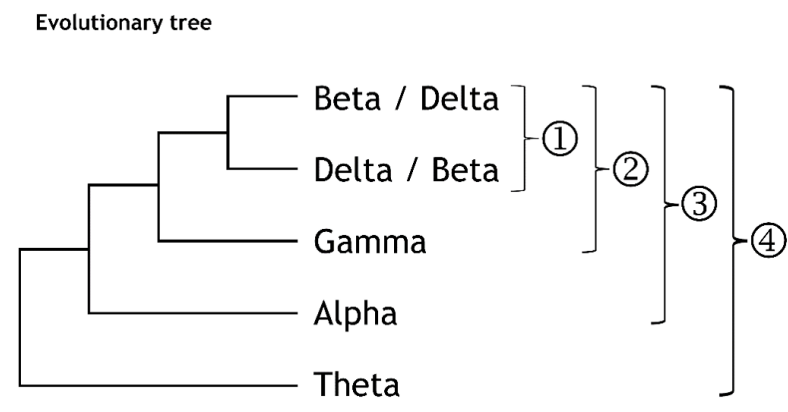 Evolutionary tree
Beta / Delta
①
Delta / Beta
②
③
Gamma
④
Alpha
Theta